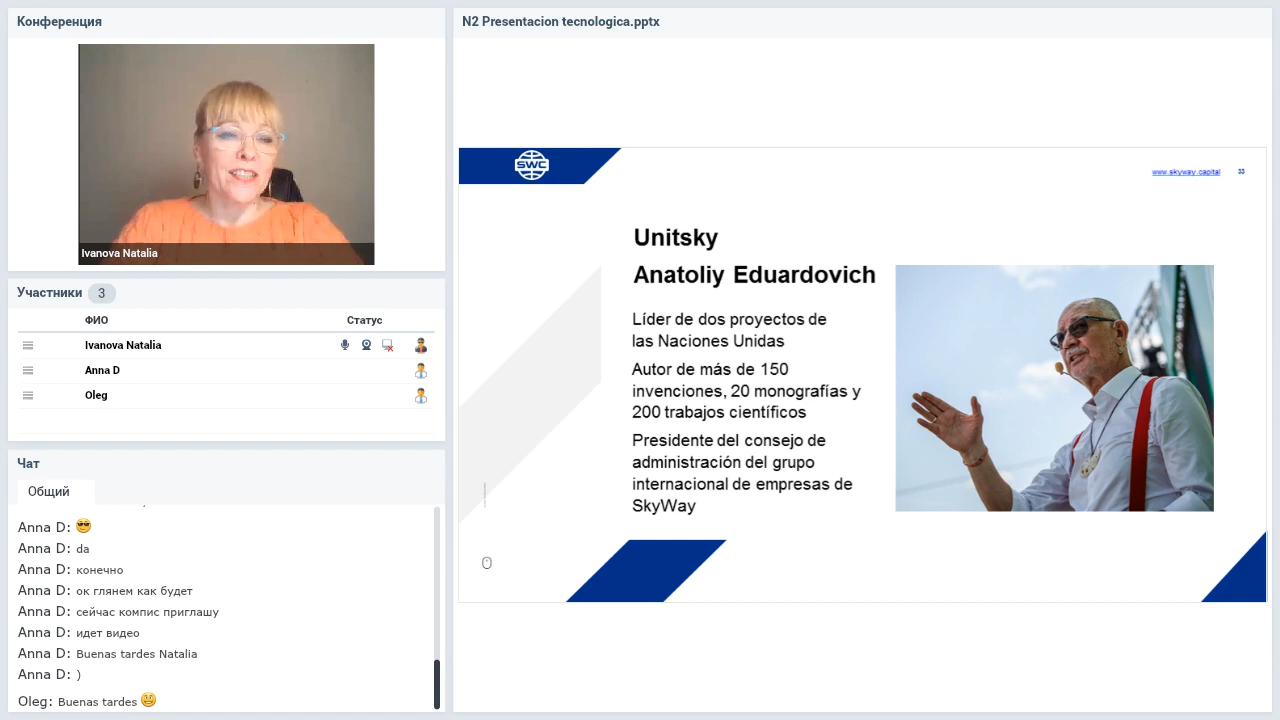 Конференция
Ivanova Natalia
Участники 3
ФИО Статус
Ivanova Natalia
Anna D
Oleg
Чат
Общий
Anna D:
Anna D: da
Anna D: конечно
Anna D: ок глянем как будет
Anna D: сейчас компис приглашу
Anna D: идет видео
Anna D: Buenas tardes Natalia
Anna D: )
Oleg: Buenas tardes
N2 Presentacion tecnologica.pptx
SWC
www.skyway.capital 33
Unitsky
Anatoliy Eduardovich
Líder de dos proyectos de
las Naciones Unidas
Autor de más de 150
invenciones, 20 monografías y
200 trabajos científicos
Presidente del consejo de
administración del grupo
internacional de empresas de
SkyWay